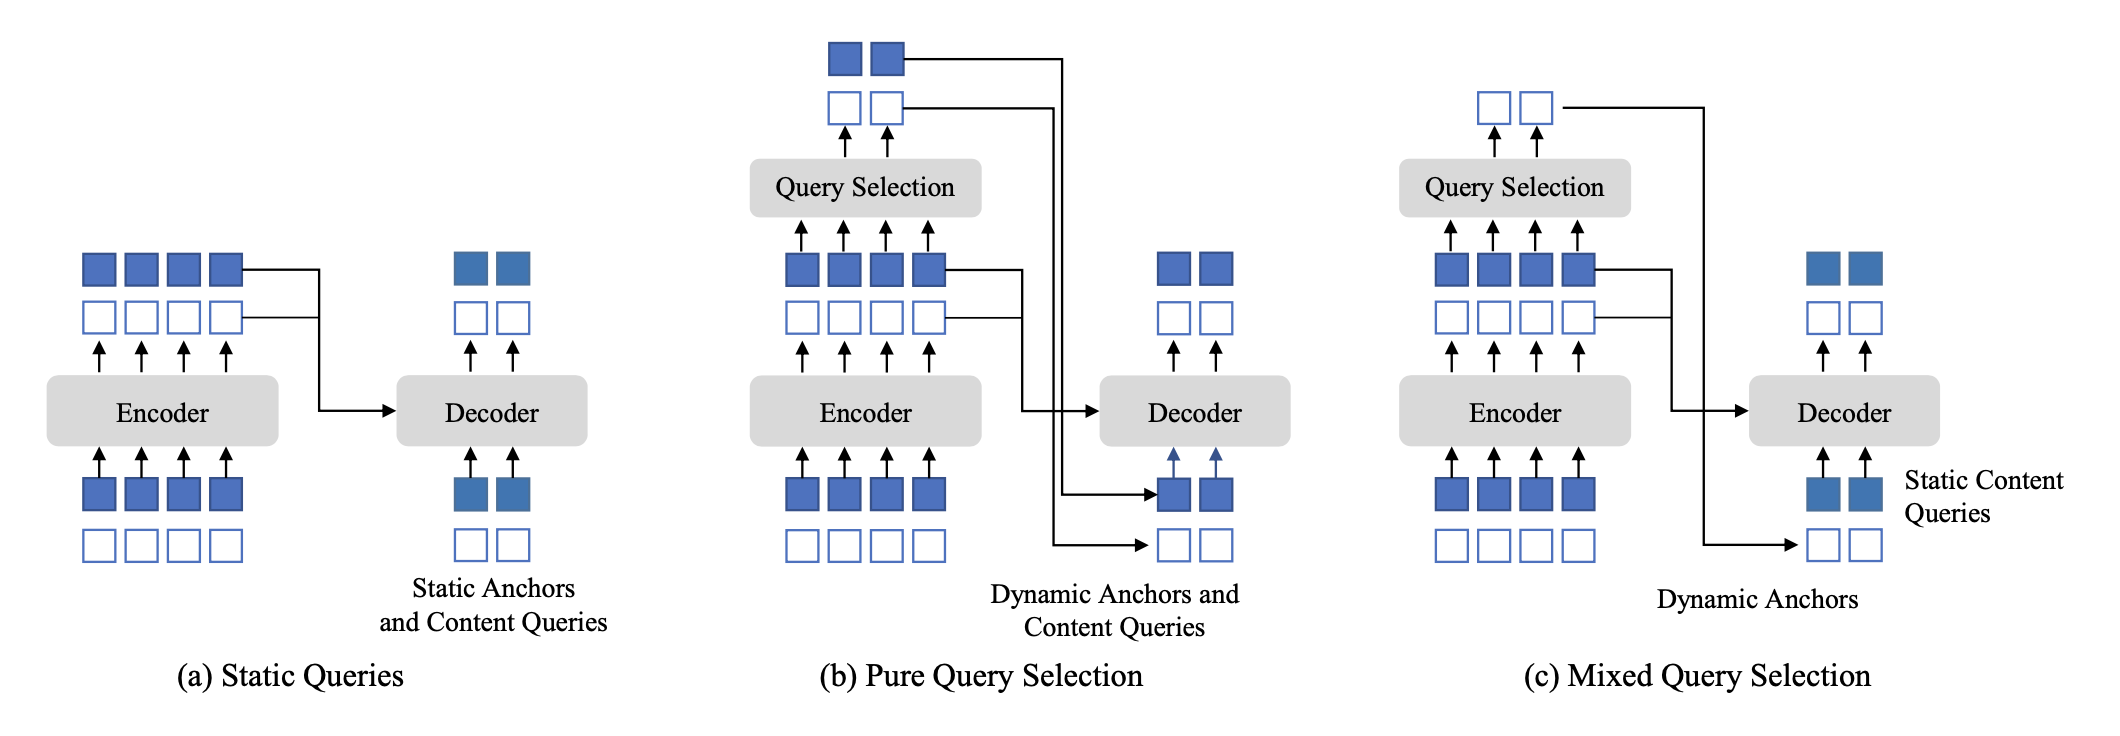 Encoder
Decoder
Static Anchors
and Content Queries
(a) Static Queries
Query Selection
Encoder
Decoder
Dynamic Anchors and
Content Queries
(b) Pure Query Selection
Query Selection
Encoder
Decoder
Static Content
Queries
Dynamic Anchors
(c) Mixed Query Selection